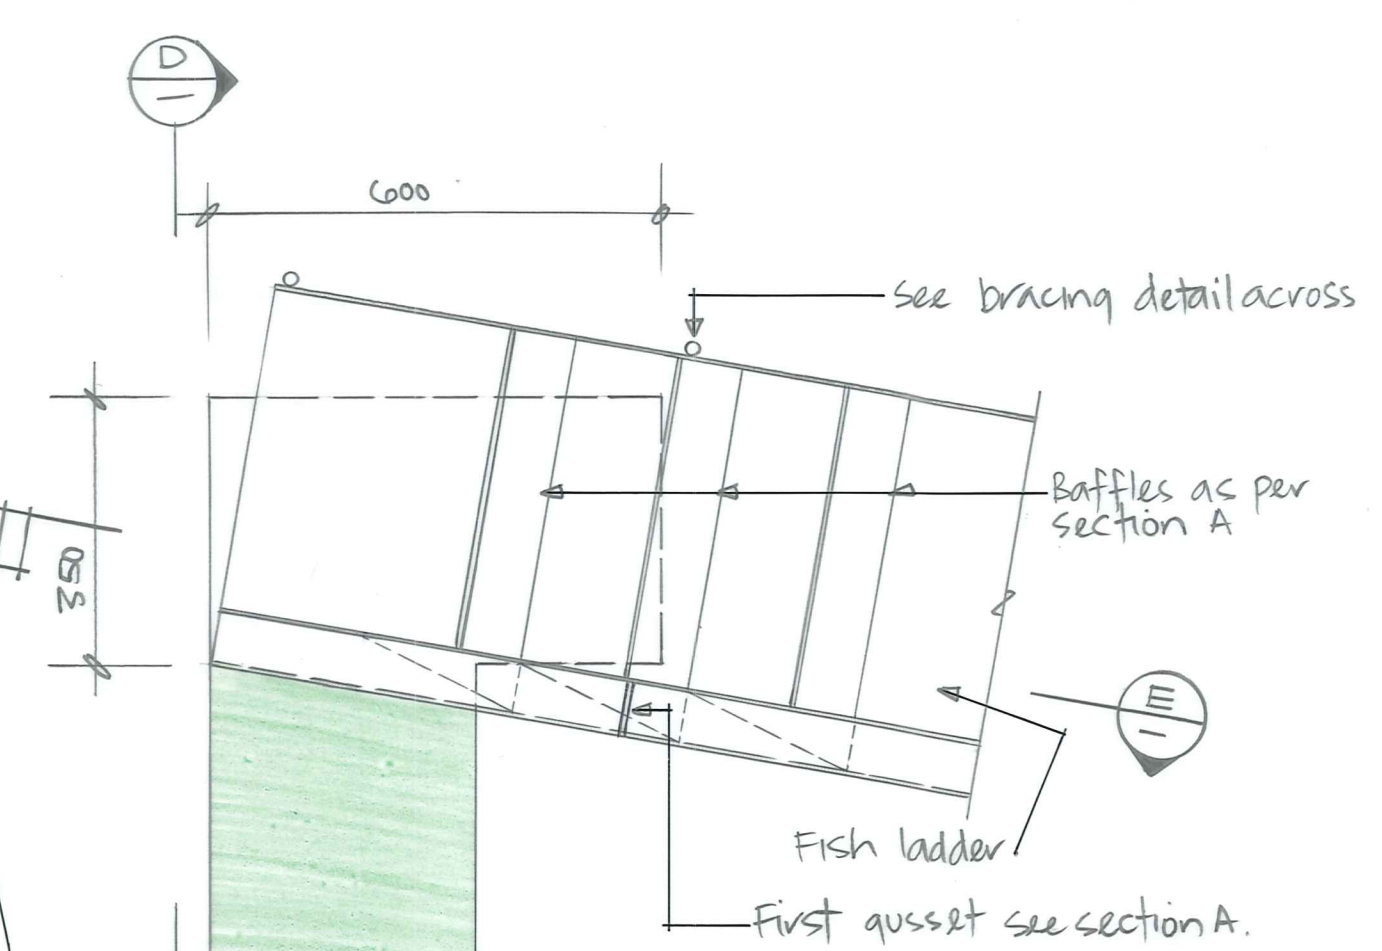 D
600
See bracing detail across
Baffles as per
section A
350
E
Fish ladder
First gusset see section A.